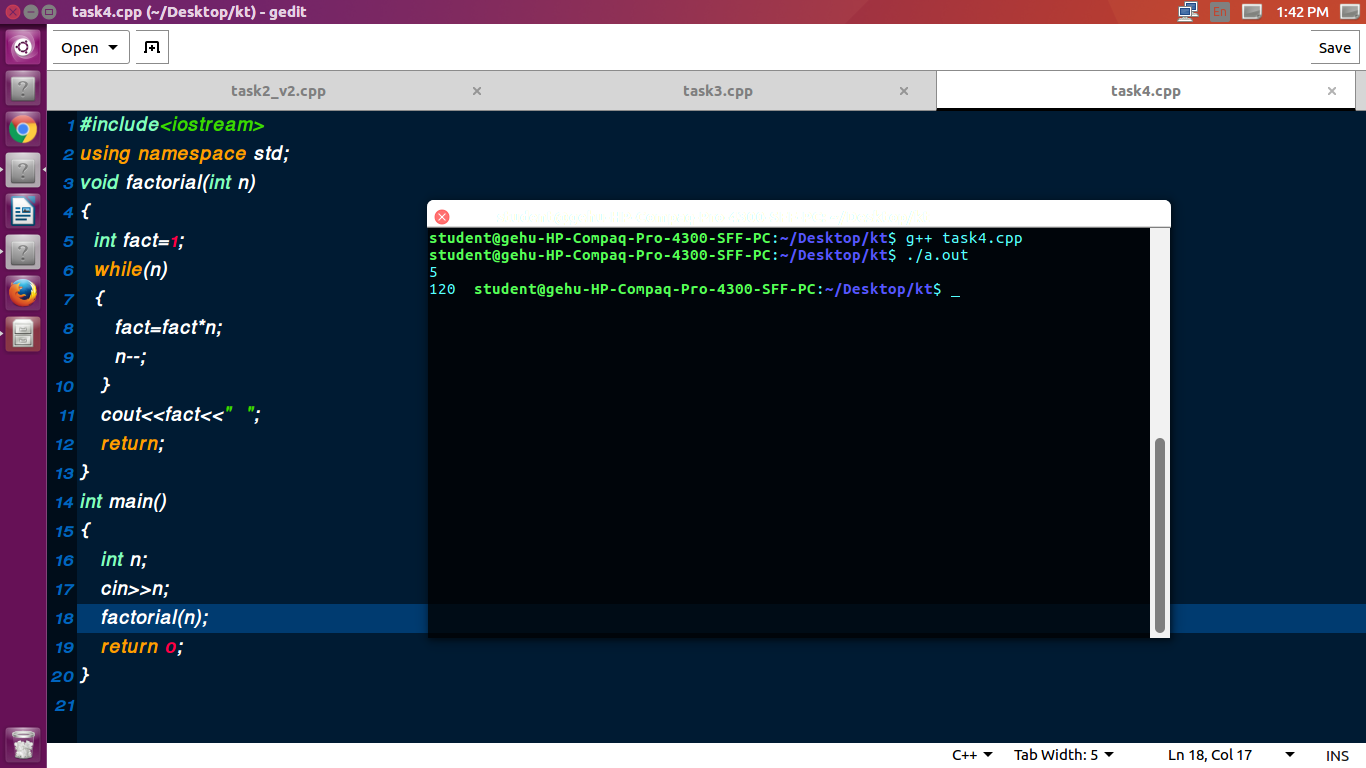 task4.cpp (~/Desktop/kt) - gedit
En
1:42 PM
Open
Save
task2_v2.cpp
task3.cpp
task4.cpp
1 #include<iostream>
2 using namespace std;
3 void factorial(int n)
4 {
5 int fact=1;
6 while(n)
7 {
8 fact=fact*n;
9 n--;
10 }
11 cout<<fact<<"  ";
12 return;
13 }
14 int main()
15 {
16 int n;
17 cin>>n;
18 factorial(n);
19 return 0;
20 }
21
student@gehu-HP-Compaq-Pro-4300-SFF-PC:~/Desktop/kt$ g++ task4.cpp
student@gehu-HP-Compaq-Pro-4300-SFF-PC:~/Desktop/kt$ ./a.out
5
120  student@gehu-HP-Compaq-Pro-4300-SFF-PC:~/Desktop/kt$ _
C++
Tab Width: 5
Ln 18, Col 17
INS